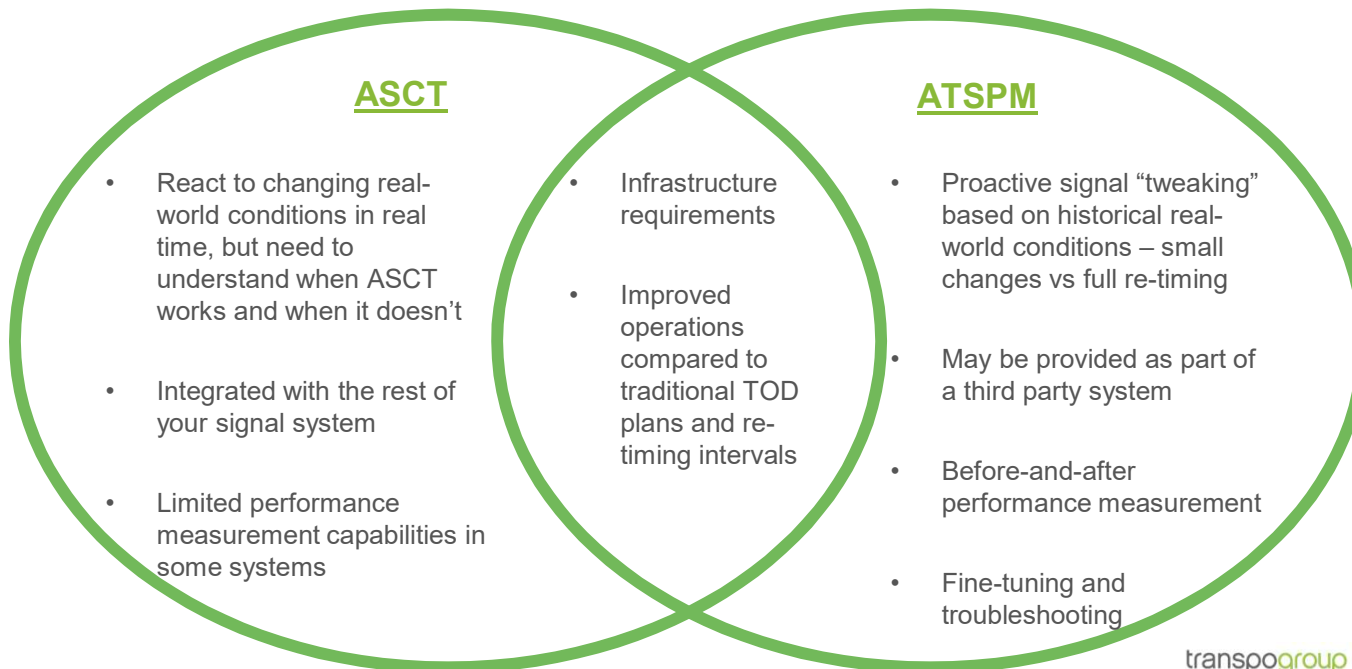 ASCT
• React to changing real-
world conditions in real
time, but need to
understand when ASCT
works and when it doesn’t
• Integrated with the rest of
your signal system
• Limited performance
measurement capabilities in
some systems
• Infrastructure
requirements
• Improved
operations
compared to
traditional TOD
plans and re-
timing intervals
ATSPM
• Proactive signal “tweaking”
based on historical real-
world conditions – small
changes vs full re-timing
• May be provided as part of
a third party system
• Before-and-after
performance measurement
• Fine-tuning and
troubleshooting
transpogroup